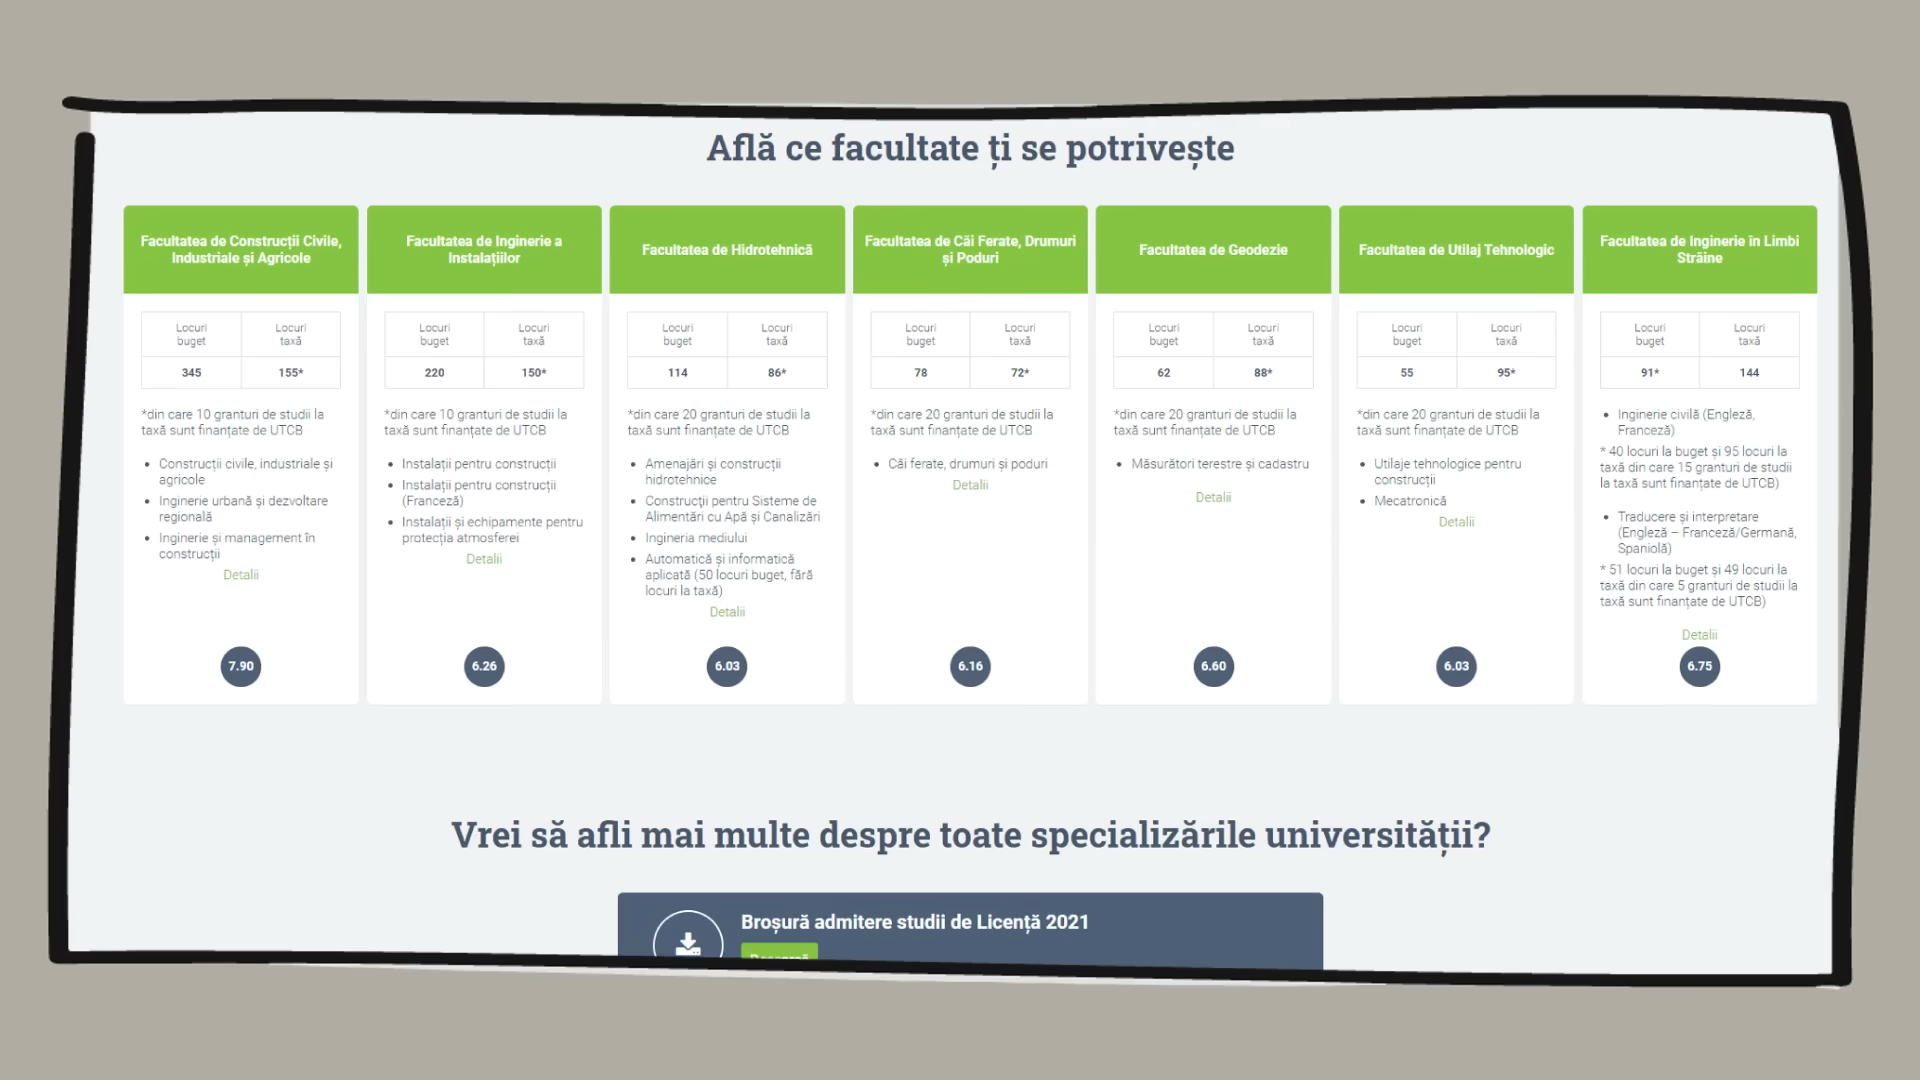 Află ce facultate ți se potrivește
Facultatea de Construcții Civile,
Industriale și Agricole
Locuri
buget
Locuri
taxă
345
155*
*din care 10 granturi de studii la
taxă sunt finanțate de UTCB
Construcții civile, industriale și
agricole
Inginerie urbană și dezvoltare
regională
Inginerie și management în
construcții
Detalii
7.90
Facultatea de Inginerie a
Instalațiilor
Locuri
buget
Locuri
taxă
220
150*
*din care 10 granturi de studii la
taxă sunt finanțate de UTCB
Instalații pentru construcții
Instalații pentru construcții
(Franceză)
Instalații și echipamente pentru
protecția atmosferei
Detalii
6.26
Facultatea de Hidrotehnică
Locuri
buget
Locuri
taxă
114
86*
*din care 20 granturi de studii la
taxă sunt finanțate de UTCB
Amenajări și construcții
hidrotehnice
Construcţii pentru Sisteme de
Alimentări cu Apă și Canalizări
Ingineria mediului
Automatică și informatică
aplicată (50 locuri buget, fără
locuri la taxă)
Detalii
6.03
Facultatea de Căi Ferate, Drumuri
și Poduri
Locuri
buget
Locuri
taxă
78
72*
*din care 20 granturi de studii la
taxă sunt finanțate de UTCB
Căi ferate, drumuri și poduri
Detalii
6.16
Facultatea de Geodezie
Locuri
buget
Locuri
taxă
62
88*
*din care 20 granturi de studii la
taxă sunt finanțate de UTCB
Măsurători terestre și cadastru
Detalii
6.60
Facultatea de Utilaj Tehnologic
Locuri
buget
Locuri
taxă
55
95*
*din care 20 granturi de studii la
taxă sunt finanțate de UTCB
Utilaje tehnologice pentru
construcții
Mecatronică
Detalii
6.03
Facultatea de Inginerie în Limbi
Străine
Locuri
buget
Locuri
taxă
91*
144
Inginerie civilă (Engleză,
Franceză)
* 40 locuri la buget și 95 locuri la
taxă din care 15 granturi de studii
la taxă sunt finanțate de UTCB)
Traducere și interpretare
(Engleză – Franceză/Germană,
Spaniolă)
* 51 locuri la buget și 49 locuri la
taxă din care 5 granturi de studii la
taxă sunt finanțate de UTCB)
Detalii
6.75
Vrei să afli mai multe despre toate specializările universității?
Broșură admitere studii de Licență 2021